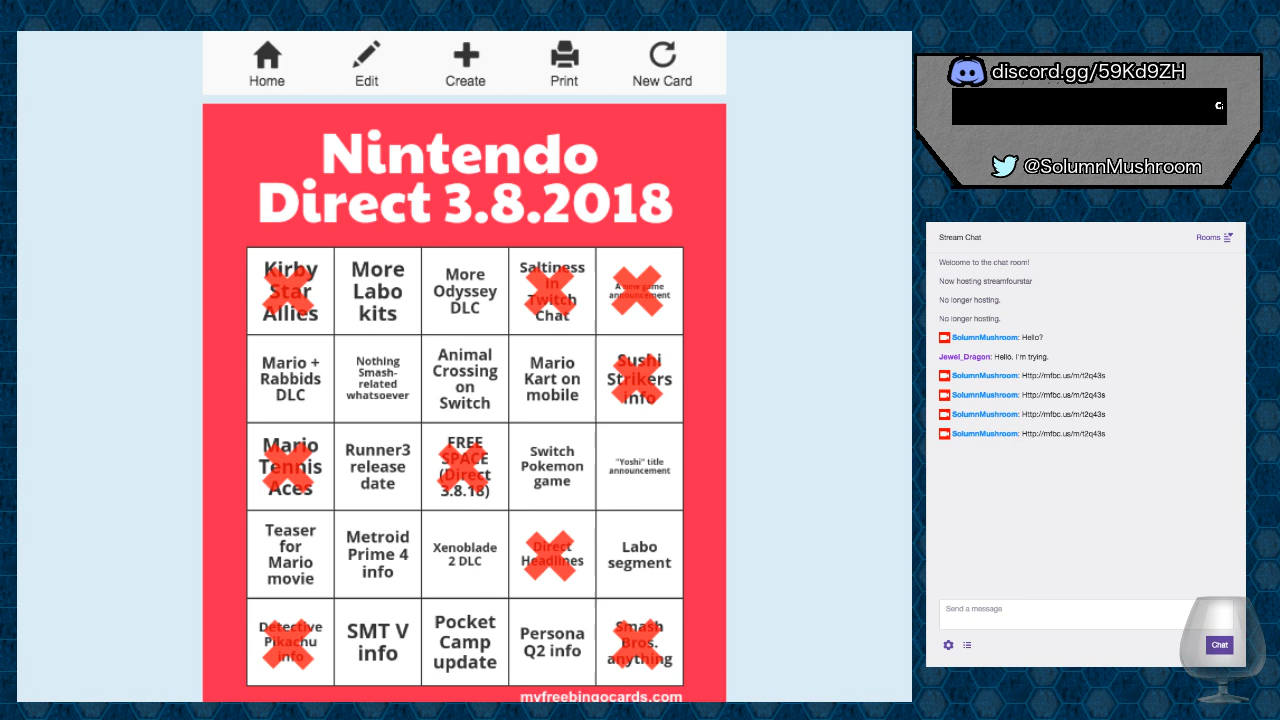 Home
Edit
Create
Print
New Card
Nintendo
Direct 3.8.2018
Kirby
Star
Allies
More
Labo
kits
More
Odyssey
DLC
Saltiness
in
Twitch
Chat
A new game
announcement
Mario +
Rabbids
DLC
Nothing
Smash-
related
whatsoever
Animal
Crossing
on
Switch
Mario
Kart on
mobile
Sushi
Strikers
info
Mario
Tennis
Aces
Runner3
release
date
FREE
SPACE
(Direct
3.8.18)
Switch
Pokemon
game
"Yoshi" title
announcement
Teaser
for
Mario
movie
Metroid
Prime 4
info
Xenoblade
2 DLC
Direct
Headlines
Labo
segment
Detective
Pikachu
info
SMT V
info
Pocket
Camp
update
Persona
Q2 info
Smash
Bros.
anything
myfreebingocards.com
discord.gg/59Kd9ZH
@SolumnMushroom
Stream Chat
Rooms
Welcome to the chat room!
Now hosting streamfourstar
No longer hosting.
No longer hosting.
SolumnMushroom: Hello?
Jewel_Dragon: Hello. I'm trying.
SolumnMushroom: Http://mfbc.us/m/t2q43s
SolumnMushroom: Http://mfbc.us/m/t2q43s
SolumnMushroom: Http://mfbc.us/m/t2q43s
SolumnMushroom: Http://mfbc.us/m/t2q43s
Send a message
Chat